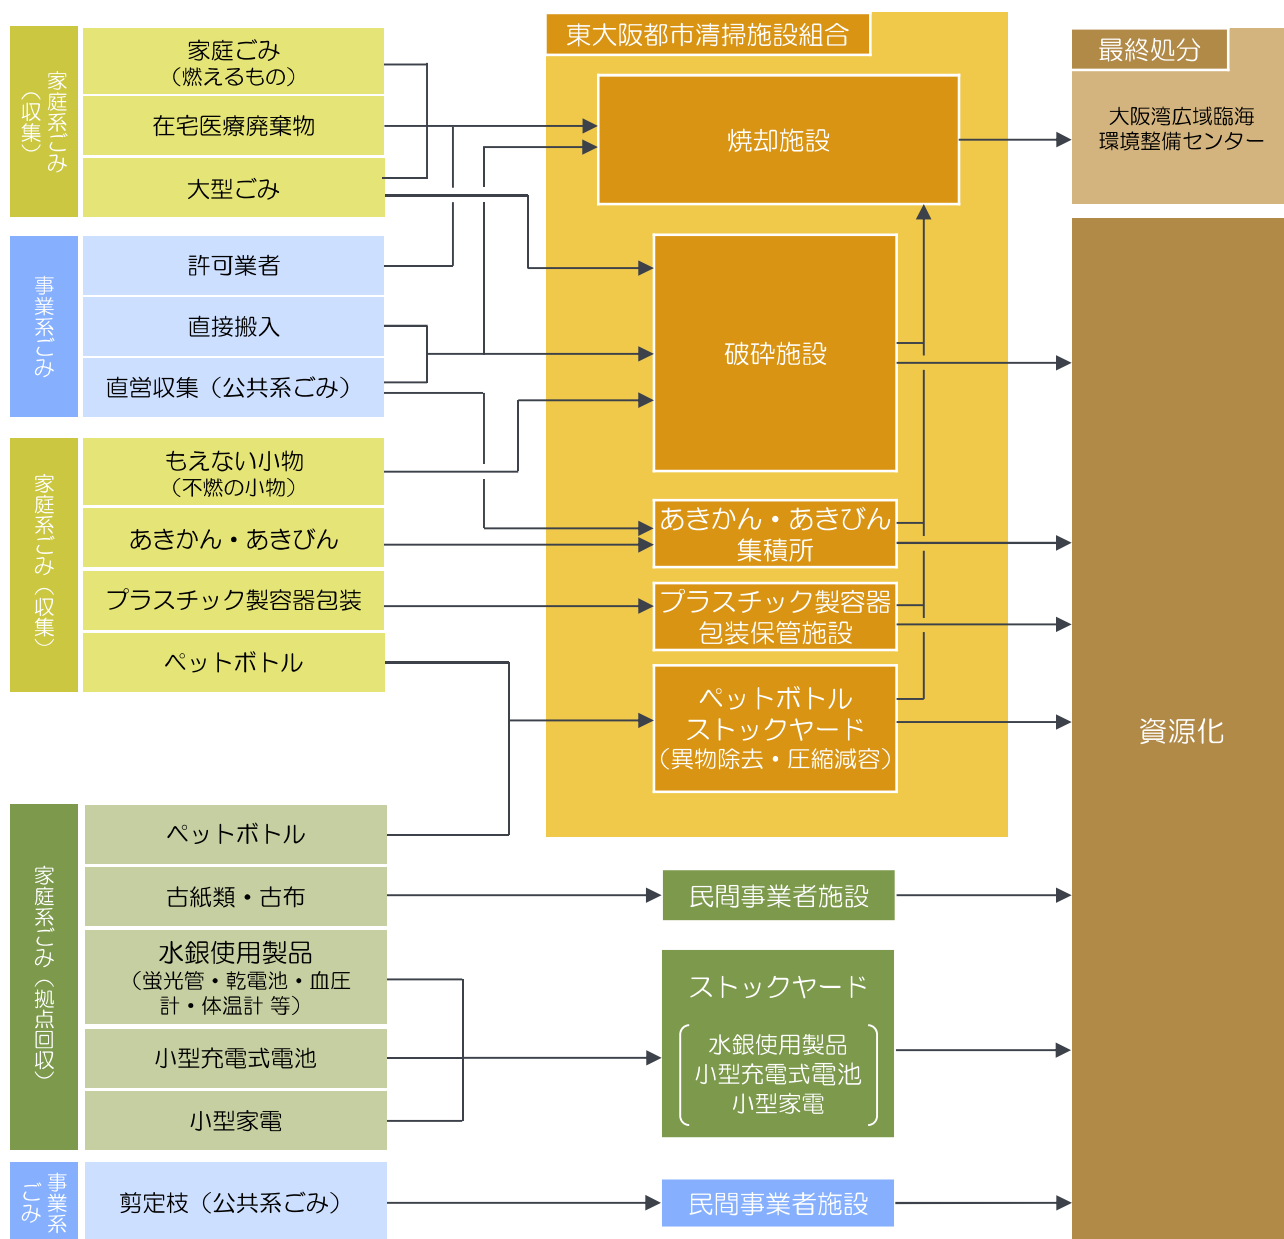 家庭系ごみ
（収集）
家庭ごみ
（燃えるもの）
在宅医療廃棄物
大型ごみ
事業系ごみ
許可業者
直接搬入
直営収集（公共系ごみ）
家庭系ごみ（収集）
もえない小物
（不燃の小物）
あきかん・あきびん
プラスチック製容器包装
ペットボトル
家庭系ごみ（拠点回収）
ペットボトル
古紙類・古布
水銀使用製品
（蛍光管・乾電池・血圧
計・体温計 等）
小型充電式電池
小型家電
事業系
ごみ
剪定枝（公共系ごみ）
東大阪都市清掃施設組合
焼却施設
破砕施設
あきかん・あきびん
集積所
プラスチック製容器
包装保管施設
ペットボトル
ストックヤード
（異物除去・圧縮減容）
民間事業者施設
ストックヤード
水銀使用製品
小型充電式電池
小型家電
民間事業者施設
最終処分
大阪湾広域臨海
環境整備センター
資源化